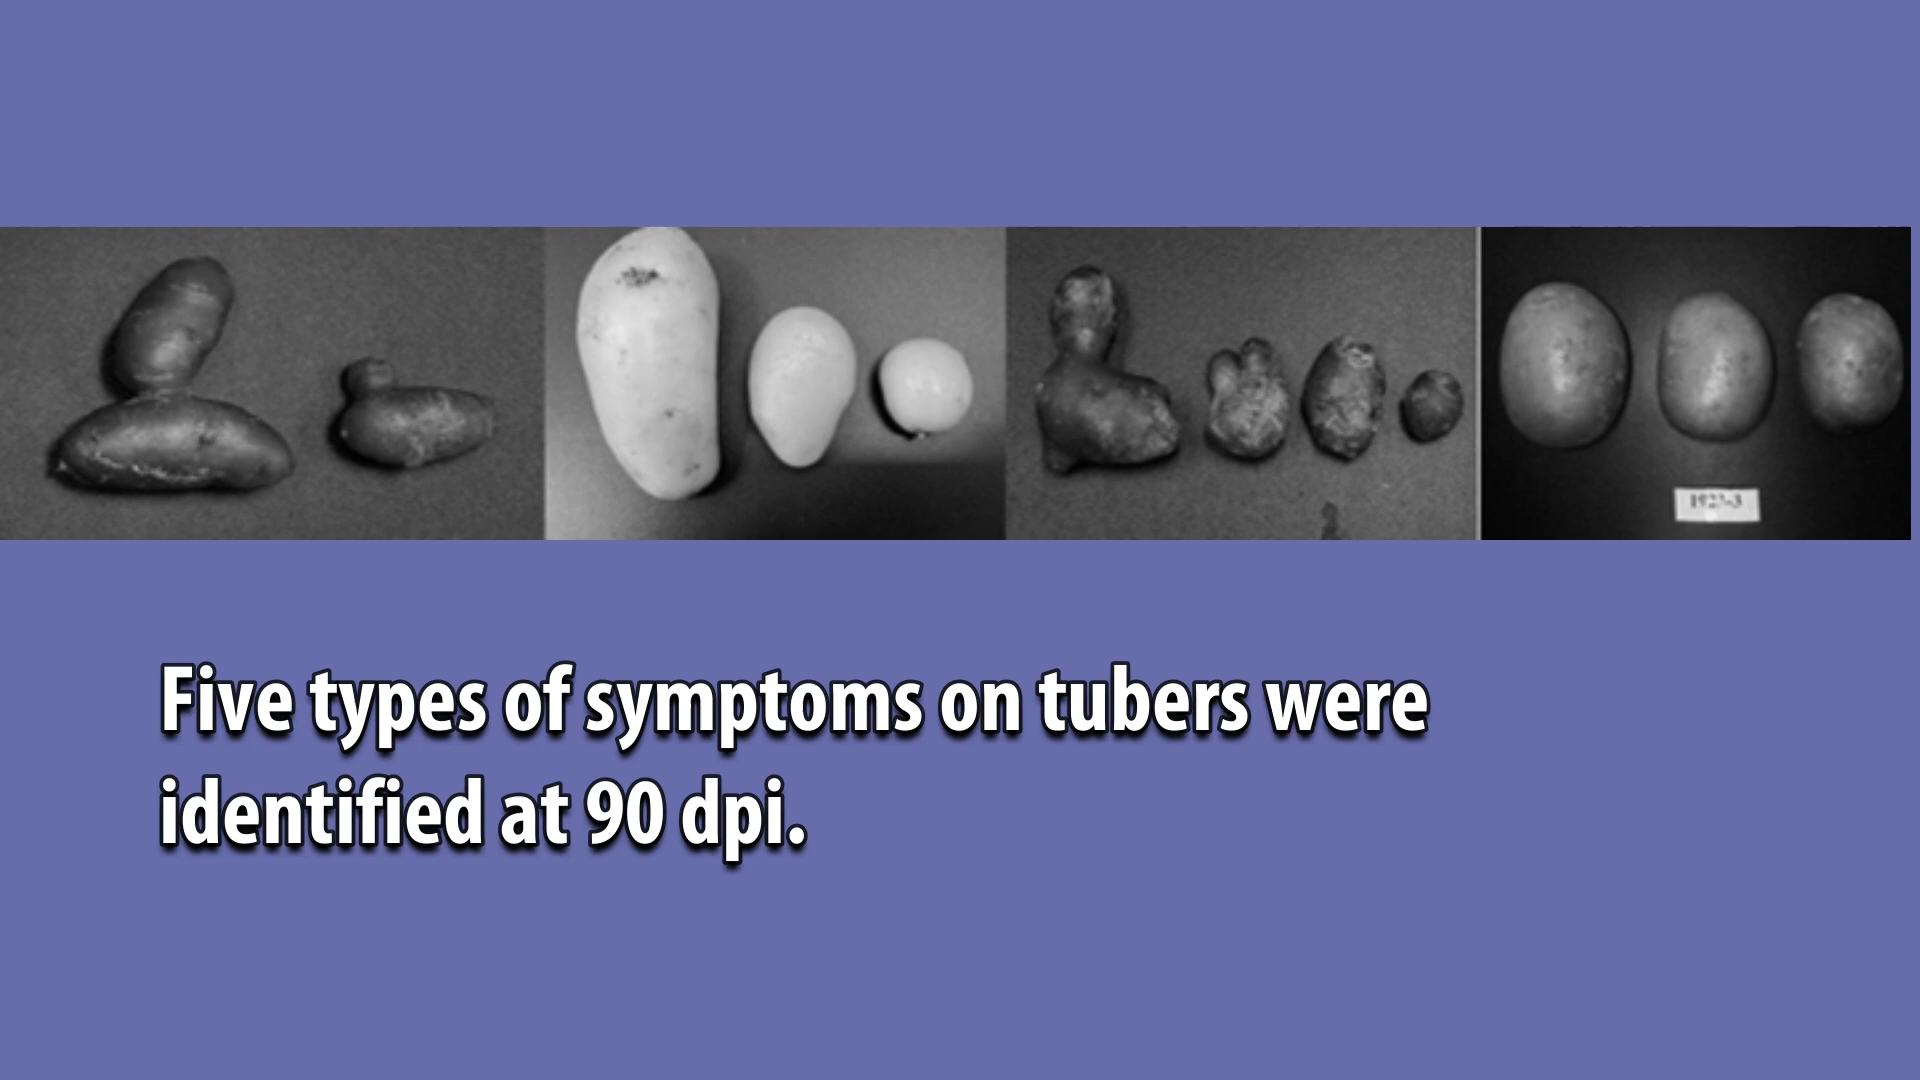 Five types of symptoms on tubers were
identified at 90 dpi.